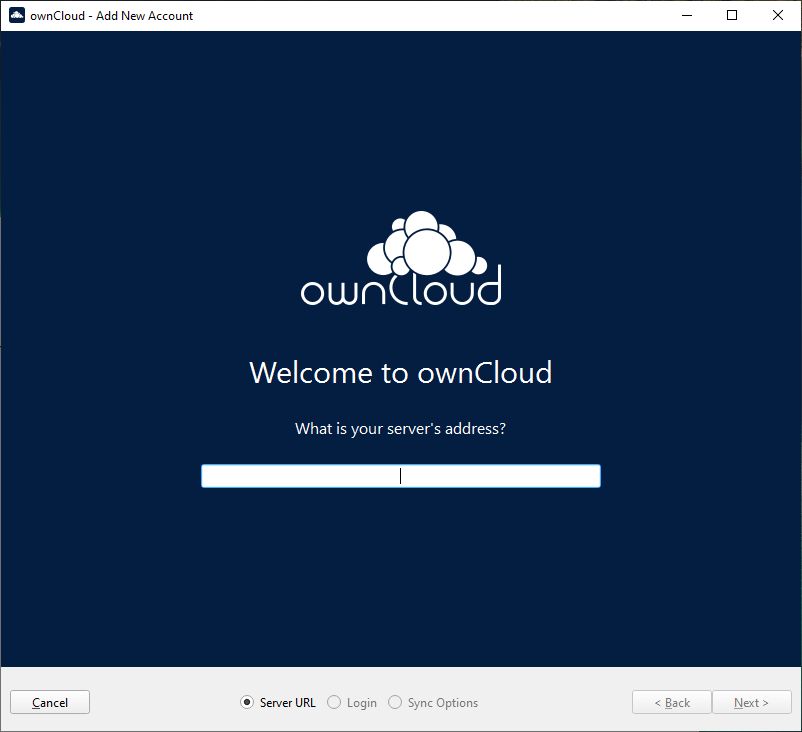 ownCloud - Add New Account
ownCloud
Welcome to ownCloud
What is your server's address?
Cancel
Server URL
Login
Sync Options
< Back
Next >